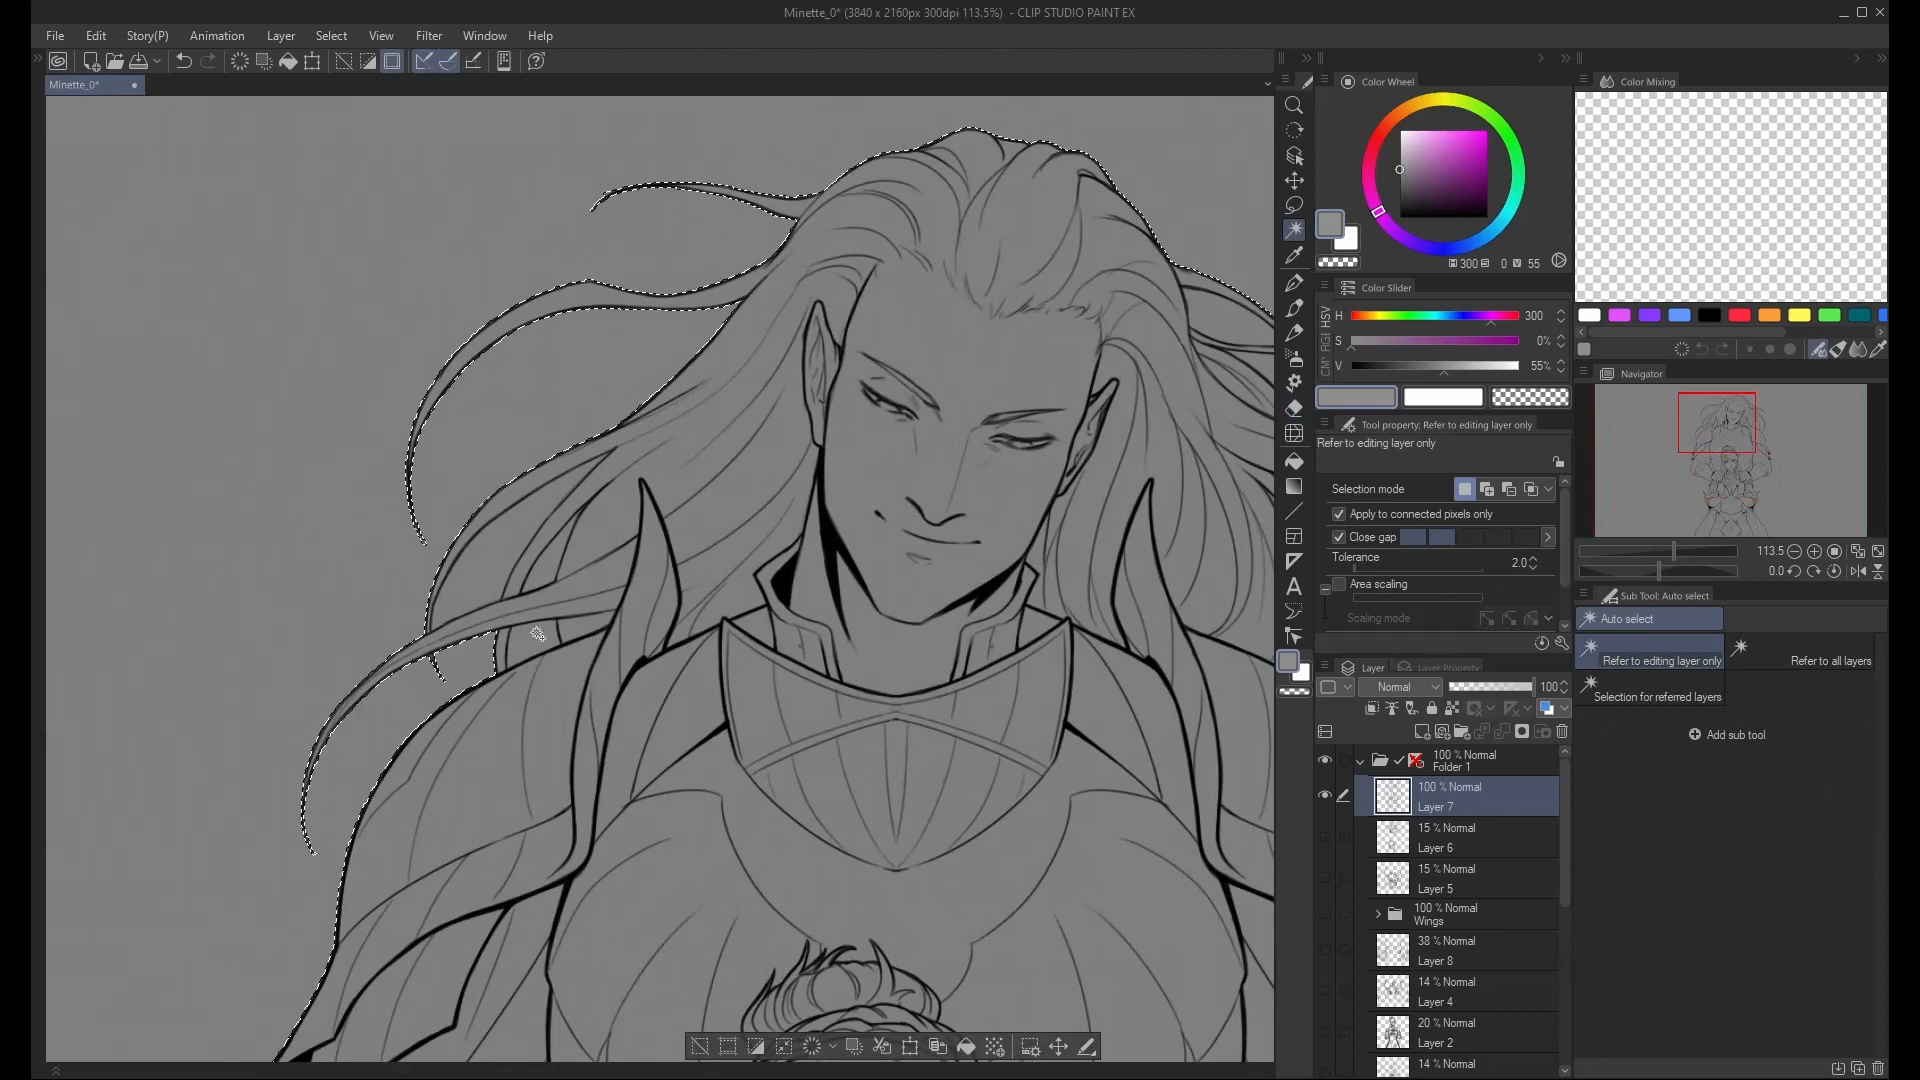 Minette_0* (3840 x 2160px 300dpi 113.5%) - CLIP STUDIO PAINT EX
File Edit Story(P) Animation Layer Select View Filter Window Help
Minette_0*
Color Wheel
H 300 S 0 V 55
Color Slider
HSV
RGB
H 300
S 0%
V 55%
Tool property: Refer to editing layer only
Refer to editing layer only
Selection mode
Apply to connected pixels only
Close gap
Tolerance 2.0
Area scaling
Scaling mode
Layer Layer Property
Normal 100
100 % Normal
Folder 1
100 % Normal
Layer 7
15 % Normal
Layer 6
15 % Normal
Layer 5
100 % Normal
Wings
38 % Normal
Layer 8
14 % Normal
Layer 4
20 % Normal
Layer 2
14 % Normal
Color Mixing
Navigator
113.5
0.0
Sub Tool: Auto select
Auto select
Refer to editing layer only
Refer to all layers
Selection for referred layers
Add sub tool